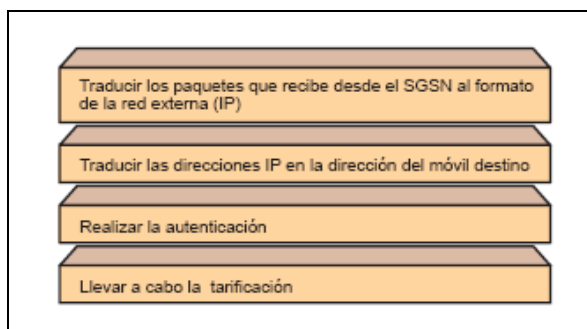 Traducir los paquetes que recibe desde el SGSN al formato
de la red externa (IP)
Traducir las direcciones IP en la dirección del móvil destino
Realizar la autenticación
Llevar a cabo la tarificación